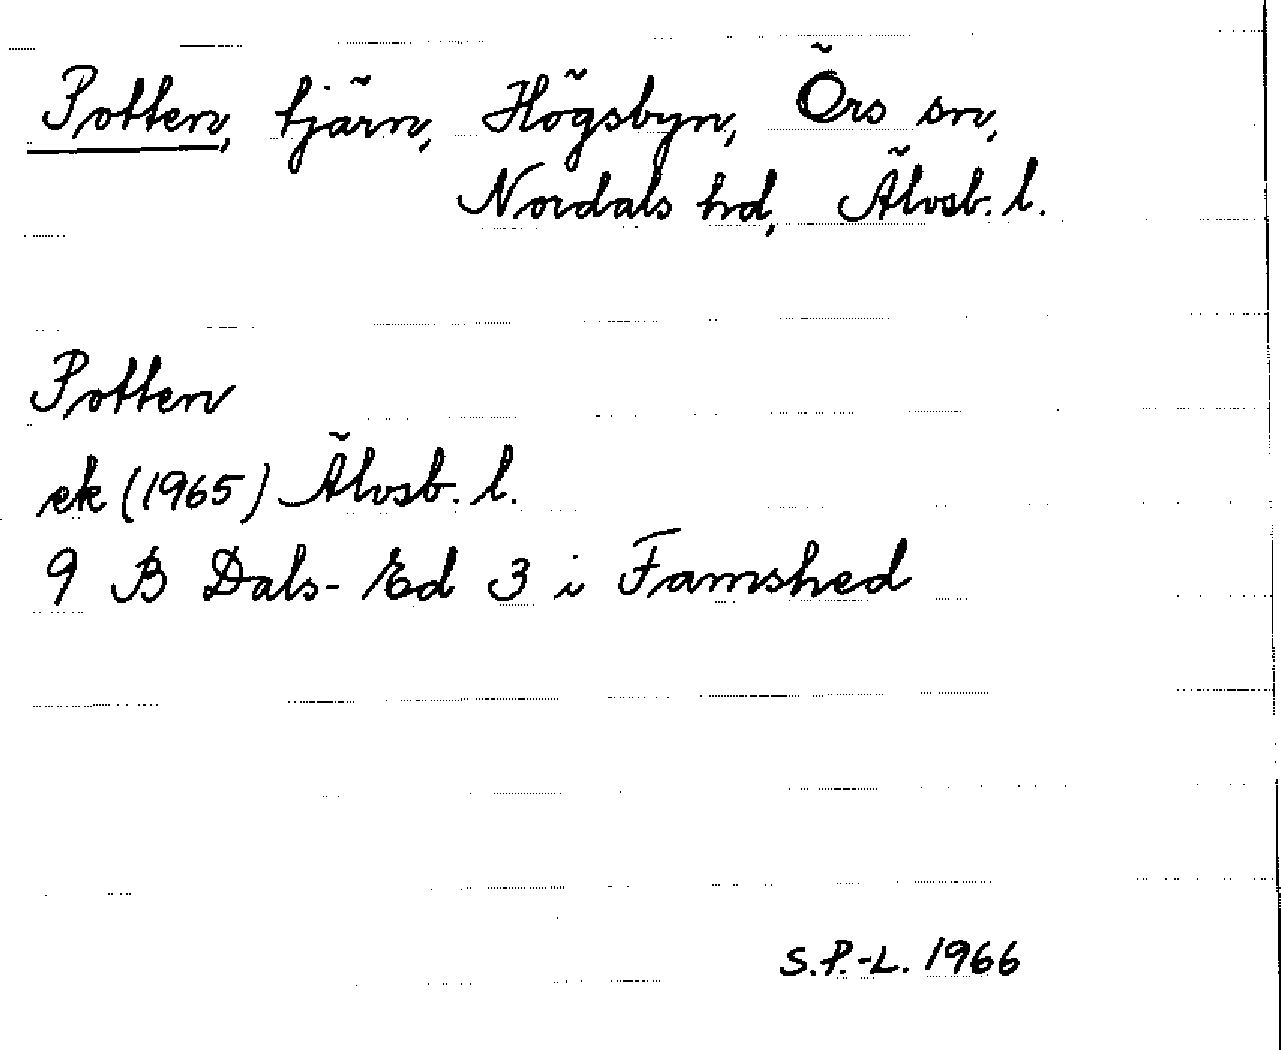 Potten, tjärn, Högsbyn, Örs sn,
Nordals hd, Älvsb. l.
Potten
ek (1965) Älvsb. l.
9 B Dals-Ed 3 i Famshed
S.P.-L. 1966